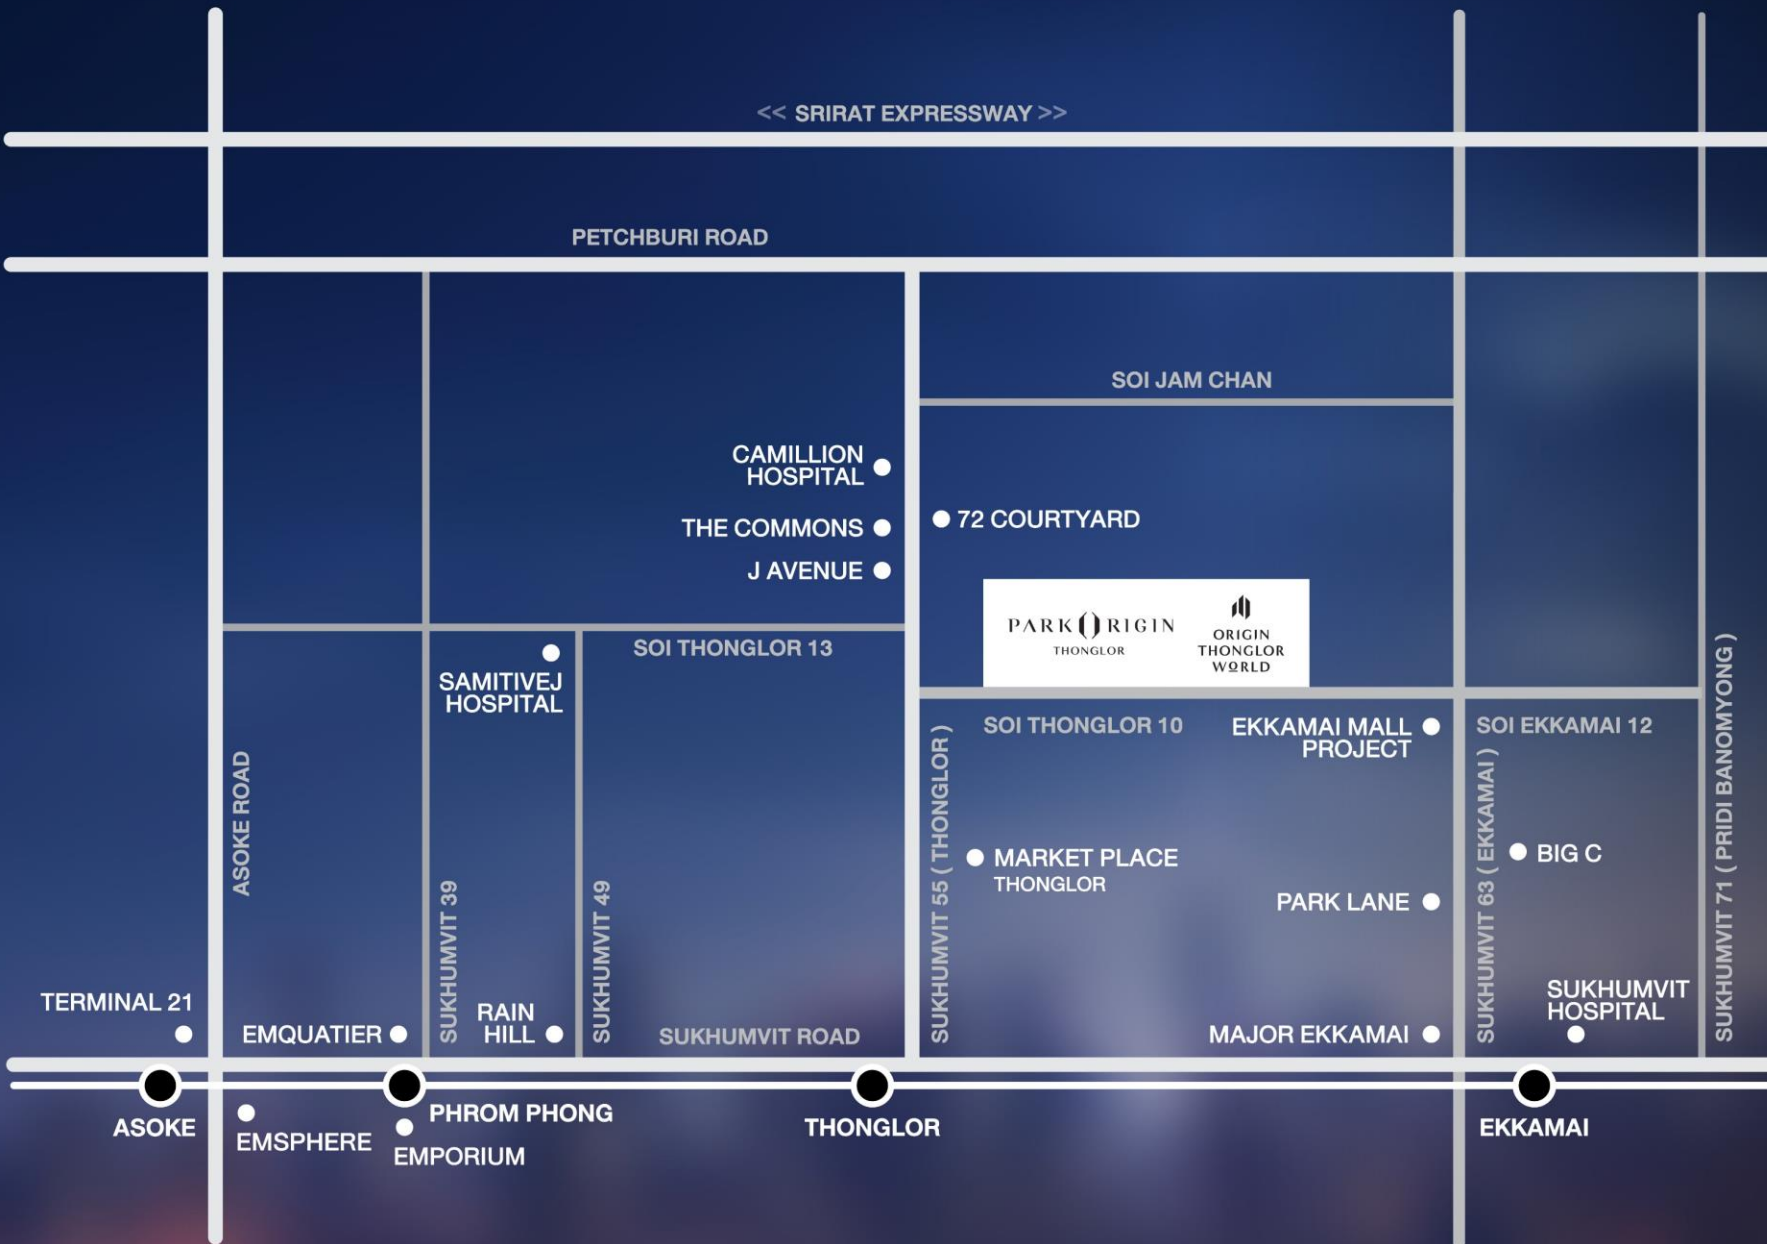 << SRIRAT EXPRESSWAY >>
PETCHBURI ROAD
SOI JAM CHAN
CAMILLION
HOSPITAL
THE COMMONS
72 COURTYARD
J AVENUE
PARK ORIGIN
THONGLOR
ORIGIN
THONGLOR
WORLD
SOI THONGLOR 13
SAMITIVEJ
HOSPITAL
SOI THONGLOR 10
EKKAMAI MALL
PROJECT
SOI EKKAMAI 12
ASOKE ROAD
SUKHUMVIT 39
SUKHUMVIT 49
SUKHUMVIT 55 ( THONGLOR )
MARKET PLACE
THONGLOR
PARK LANE
SUKHUMVIT 63 ( EKKAMAI )
BIG C
SUKHUMVIT 71 ( PRIDI BANOMYONG )
TERMINAL 21
EMQUATIER
RAIN
HILL
SUKHUMVIT ROAD
MAJOR EKKAMAI
SUKHUMVIT
HOSPITAL
ASOKE
EMSPHERE
PHROM PHONG
EMPORIUM
THONGLOR
EKKAMAI